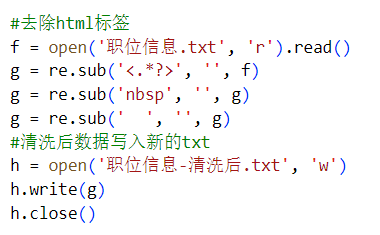 #去除html标签
f = open('职位信息.txt', 'r').read()
g = re.sub('<.*?>', '', f)
g = re.sub('nbsp', '', g)
g = re.sub('  ', '', g)
#清洗后数据写入新的txt
h = open('职位信息-清洗后.txt', 'w')
h.write(g)
h.close()